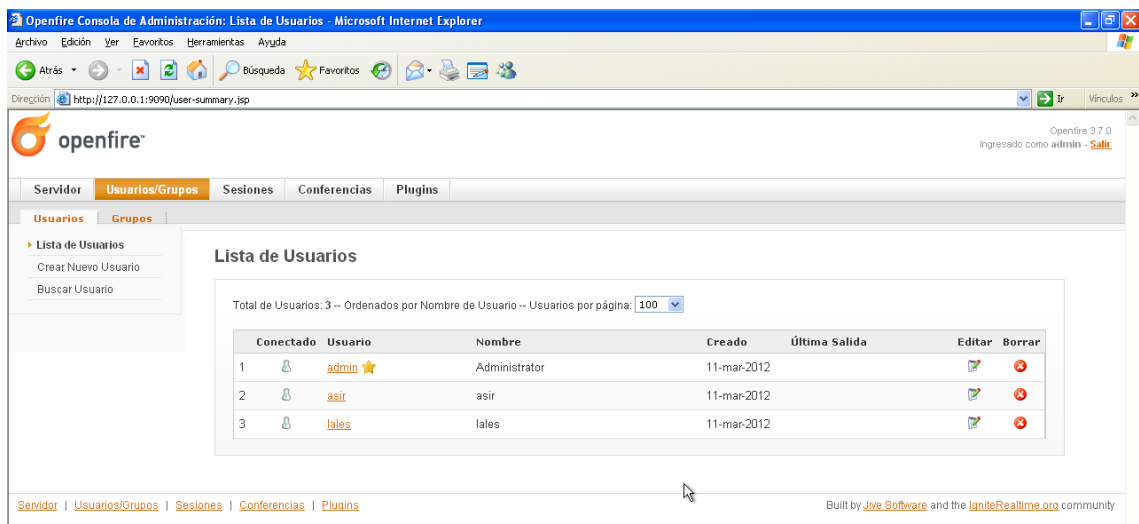 Openfire Consola de Administración: Lista de Usuarios - Microsoft Internet Explorer
Archivo Edición Ver Favoritos Herramientas Ayuda
Atrás Búsqueda Favoritos
Dirección http://127.0.0.1:9090/user-summary.jsp Ir Vínculos »
openfire™
Openfire 3.7.0
Ingresado como admin - Salir
Servidor Usuarios/Grupos Sesiones Conferencias Plugins
Usuarios Grupos
Lista de Usuarios
Crear Nuevo Usuario
Buscar Usuario
Lista de Usuarios
Total de Usuarios: 3 -- Ordenados por Nombre de Usuario -- Usuarios por página: 100
Conectado Usuario Nombre Creado Última Salida Editar Borrar
1 admin Administrator 11-mar-2012
2 asir asir 11-mar-2012
3 lales lales 11-mar-2012
Servidor | Usuarios/Grupos | Sesiones | Conferencias | Plugins
Built by Jive Software and the IgniteRealtime.org community